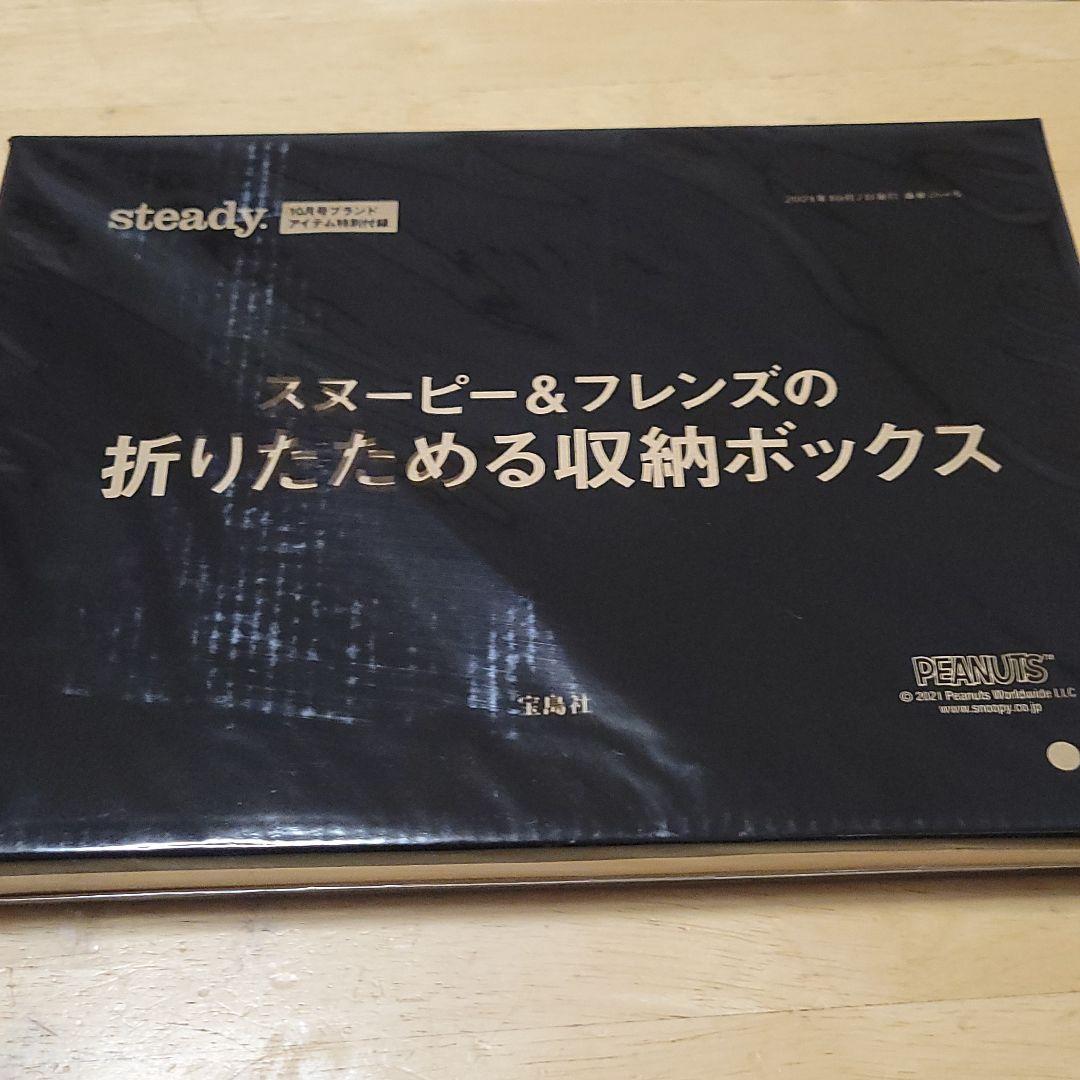 steady.
10月号ブランド
アイテム特別付録
スヌーピー&フレンズの
折りたためる収納ボックス
宝島社
PEANUTS™
© 2021 Peanuts Worldwide LLC
www.snoopy.co.jp